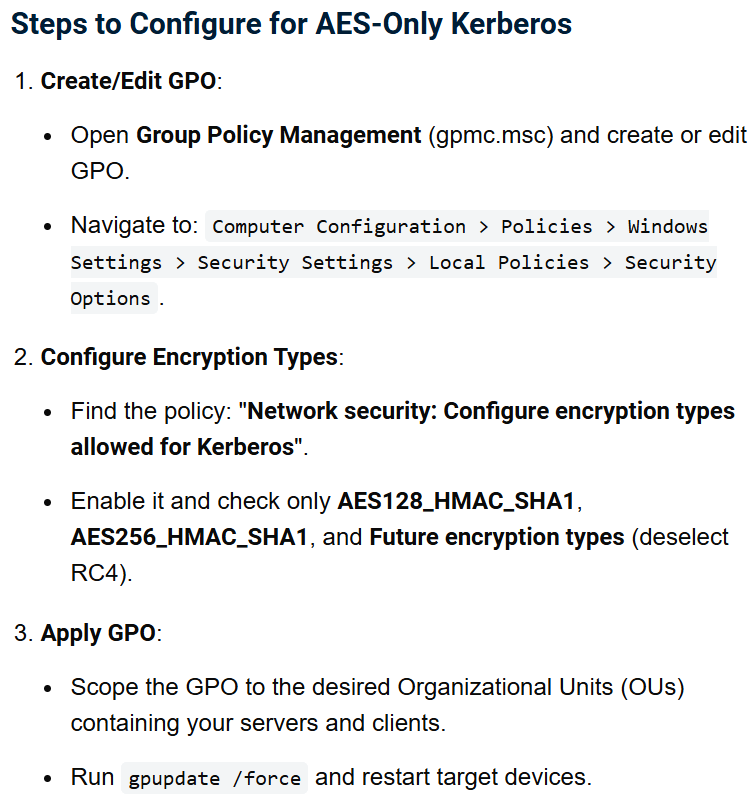 Steps to Configure for AES-Only Kerberos
1. Create/Edit GPO:
• Open Group Policy Management (gpmc.msc) and create or edit
GPO.
• Navigate to: Computer Configuration > Policies > Windows
Settings > Security Settings > Local Policies > Security
Options .
2. Configure Encryption Types:
• Find the policy: "Network security: Configure encryption types
allowed for Kerberos".
• Enable it and check only AES128_HMAC_SHA1,
AES256_HMAC_SHA1, and Future encryption types (deselect
RC4).
3. Apply GPO:
• Scope the GPO to the desired Organizational Units (OUs)
containing your servers and clients.
• Run gpupdate /force and restart target devices.